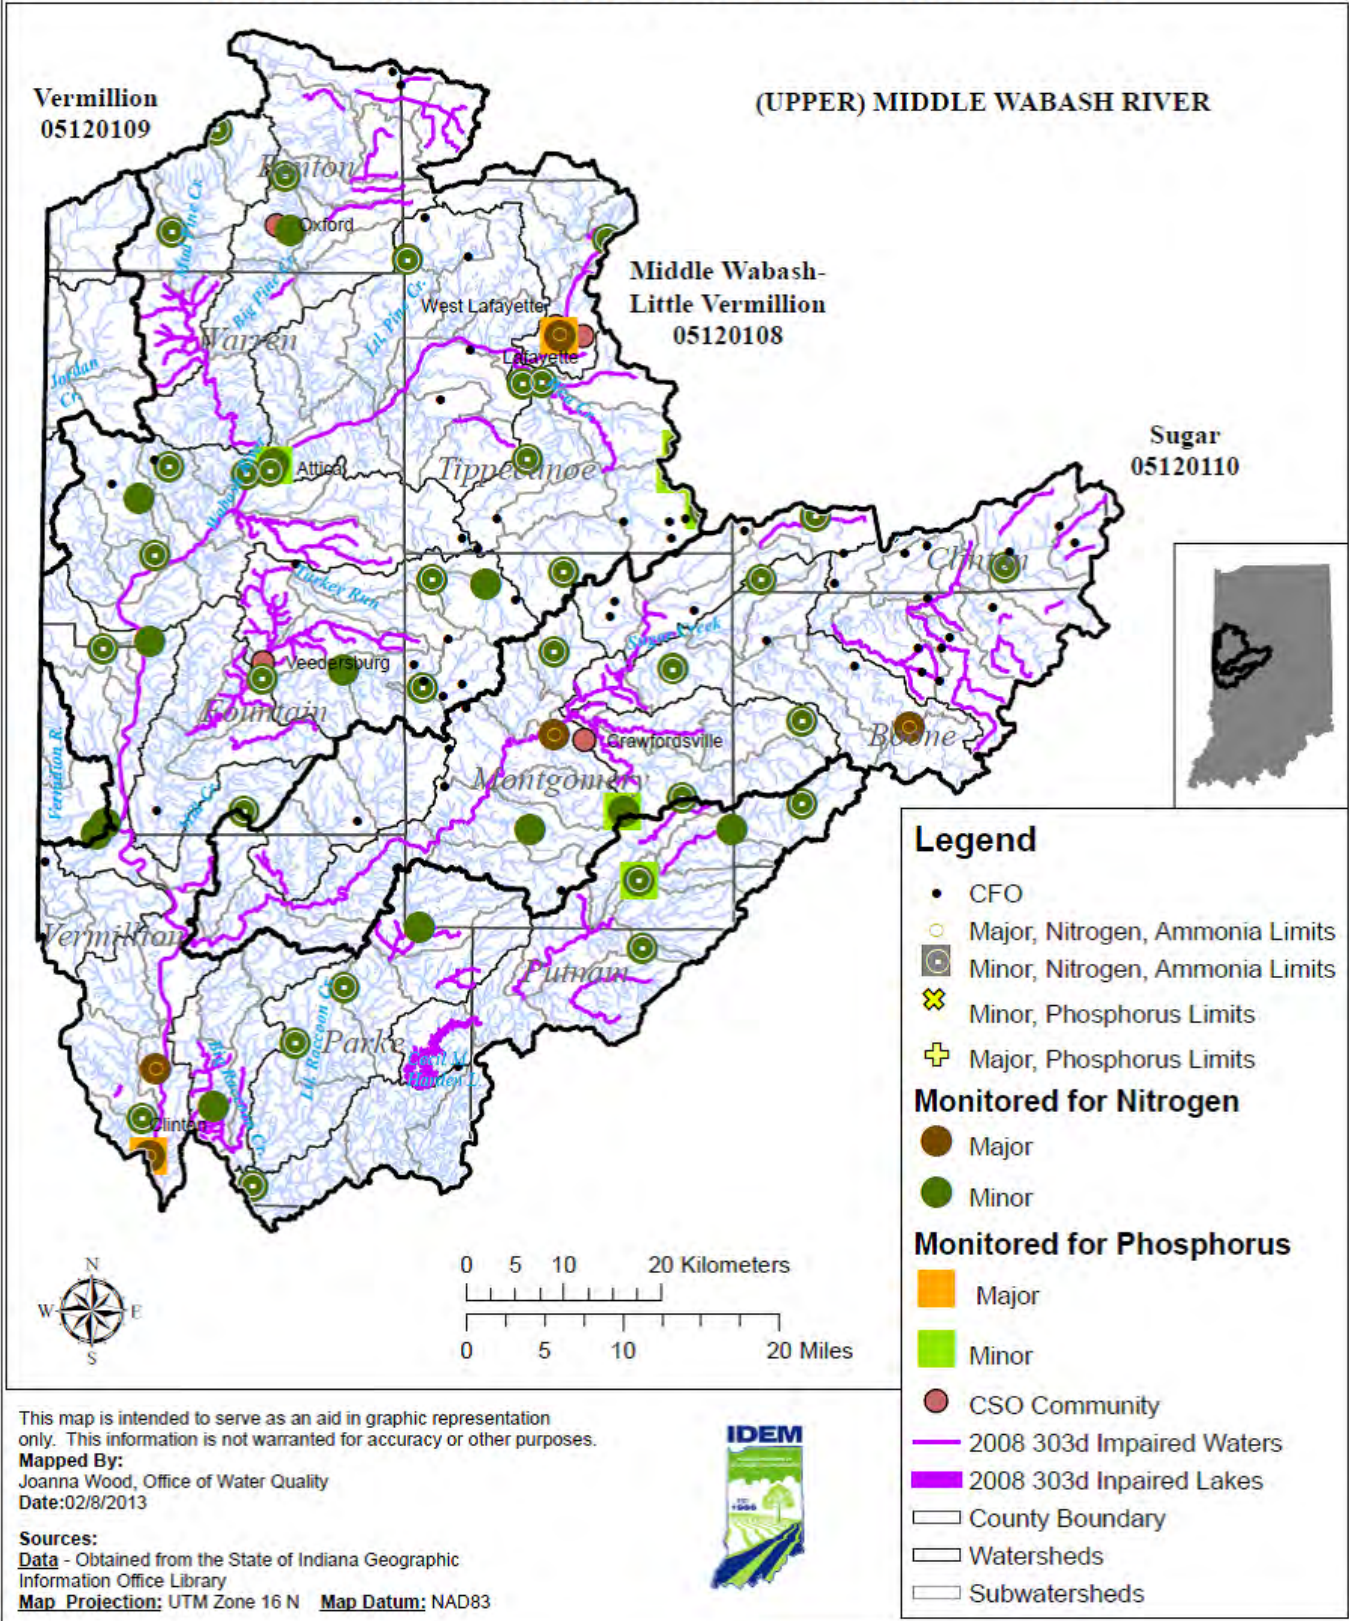 (UPPER) MIDDLE WABASH RIVER
Vermillion
05120109
Middle Wabash-
Little Vermillion
05120108
Sugar
05120110
Benton
Oxford
Mud Pine Cr.
Big Pine Cr.
Lil. Pine Cr.
West Lafayette
Lafayette
Warren
Jordan
Cr.
Wea Cr.
Tippecanoe
Attica
Turkey Run
Clinton
Sugar Creek
Veedersburg
Fountain
Crawfordsville
Boone
Montgomery
Vermilion R.
Vermillion
Putnam
Parke
Lil. Raccoon Cr.
Big Raccoon Cr.
Cecil M.
Harden L.
Clinton
N
W
E
S
0 5 10 20 Kilometers
0 5 10 20 Miles
Legend
CFO
Major, Nitrogen, Ammonia Limits
Minor, Nitrogen, Ammonia Limits
Minor, Phosphorus Limits
Major, Phosphorus Limits
Monitored for Nitrogen
Major
Minor
Monitored for Phosphorus
Major
Minor
CSO Community
2008 303d Impaired Waters
2008 303d Inpaired Lakes
County Boundary
Watersheds
Subwatersheds
This map is intended to serve as an aid in graphic representation
only. This information is not warranted for accuracy or other purposes.
Mapped By:
Joanna Wood, Office of Water Quality
Date:02/8/2013
Sources:
Data - Obtained from the State of Indiana Geographic
Information Office Library
Map Projection: UTM Zone 16 N Map Datum: NAD83
IDEM